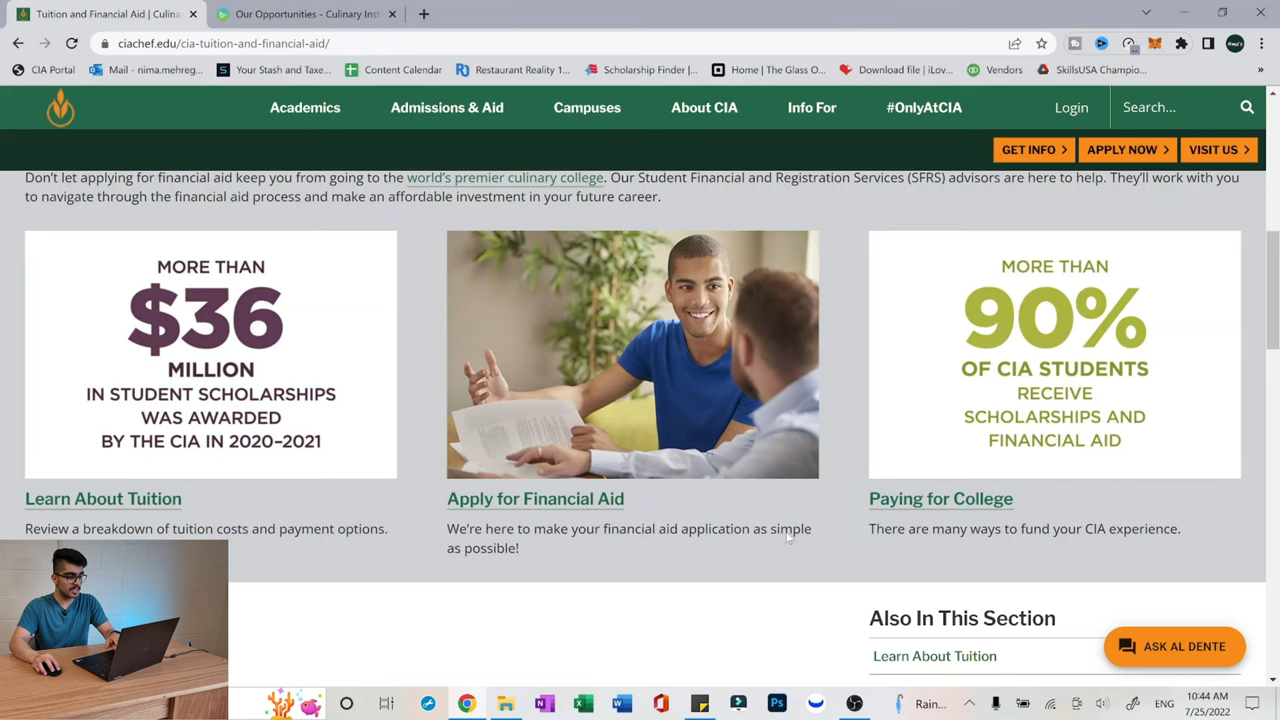 Tuition and Financial Aid | Culina
Our Opportunities - Culinary Inst
ciachef.edu/cia-tuition-and-financial-aid/
CIA Portal
Mail - nima.mehreg...
Your Stash and Taxe...
Content Calendar
Restaurant Reality 1...
Scholarship Finder|...
Home | The Glass O...
Download file | iLov...
Vendors
SkillsUSA Champio...
Academics
Admissions & Aid
Campuses
About CIA
Info For
#OnlyAtCIA
Login
Search...
GET INFO >
APPLY NOW >
VISIT US >
Don't let applying for financial aid keep you from going to the world's premier culinary college. Our Student Financial and Registration Services (SFRS) advisors are here to help. They'll work with you
to navigate through the financial aid process and make an affordable investment in your future career.
MORE THAN
$36
MILLION
IN STUDENT SCHOLARSHIPS
WAS AWARDED
BY THE CIA IN 2020–2021
MORE THAN
90%
OF CIA STUDENTS
RECEIVE
SCHOLARSHIPS AND
FINANCIAL AID
Learn About Tuition
Review a breakdown of tuition costs and payment options.
Apply for Financial Aid
We're here to make your financial aid application as simple
as possible!
Paying for College
There are many ways to fund your CIA experience.
Also In This Section
Learn About Tuition
ASK AL DENTE
Rain...
ENG
10:44 AM
7/25/2022